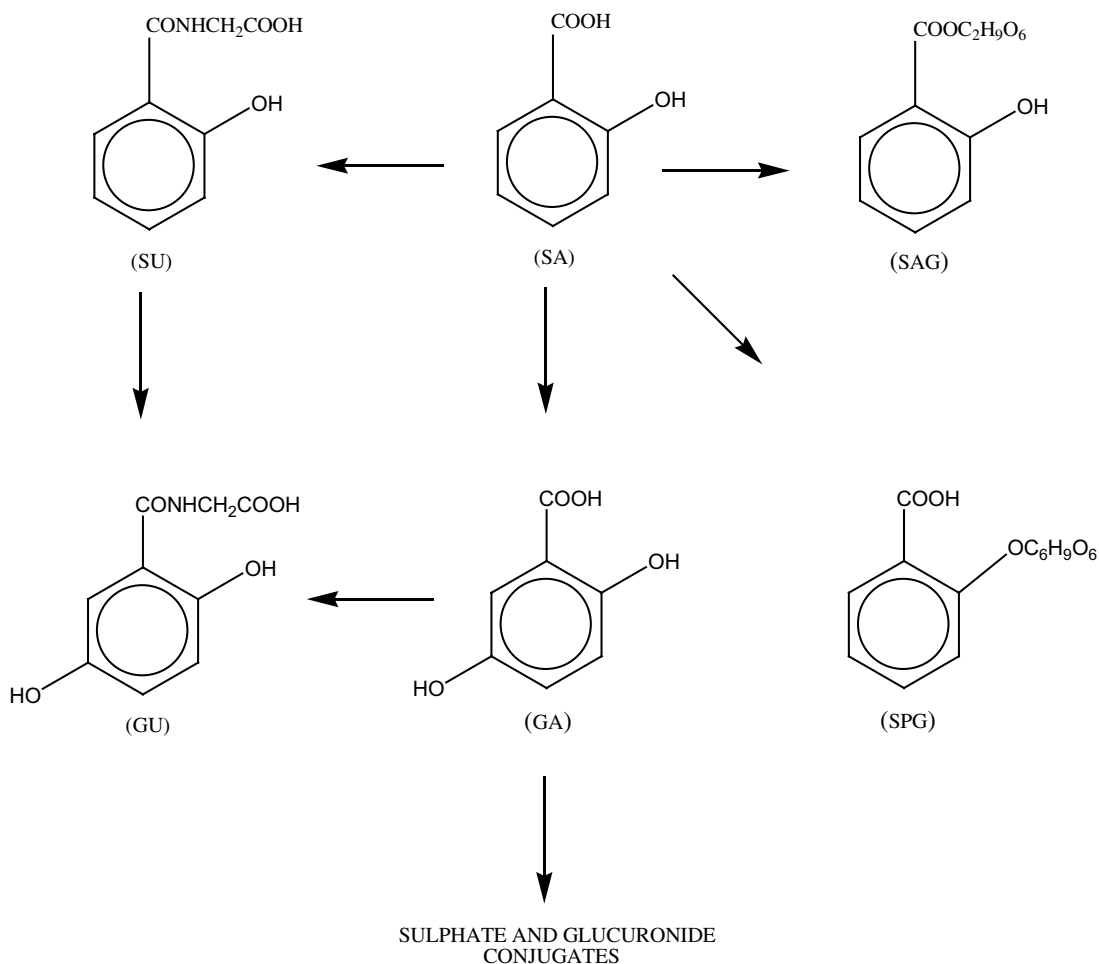 CONHCH₂COOH
OH
(SU)
COOH
OH
(SA)
COOC₂H₉O₆
OH
(SAG)
CONHCH₂COOH
OH
HO
(GU)
COOH
OH
HO
(GA)
COOH
OC₆H₉O₆
(SPG)
SULPHATE AND GLUCURONIDE
CONJUGATES